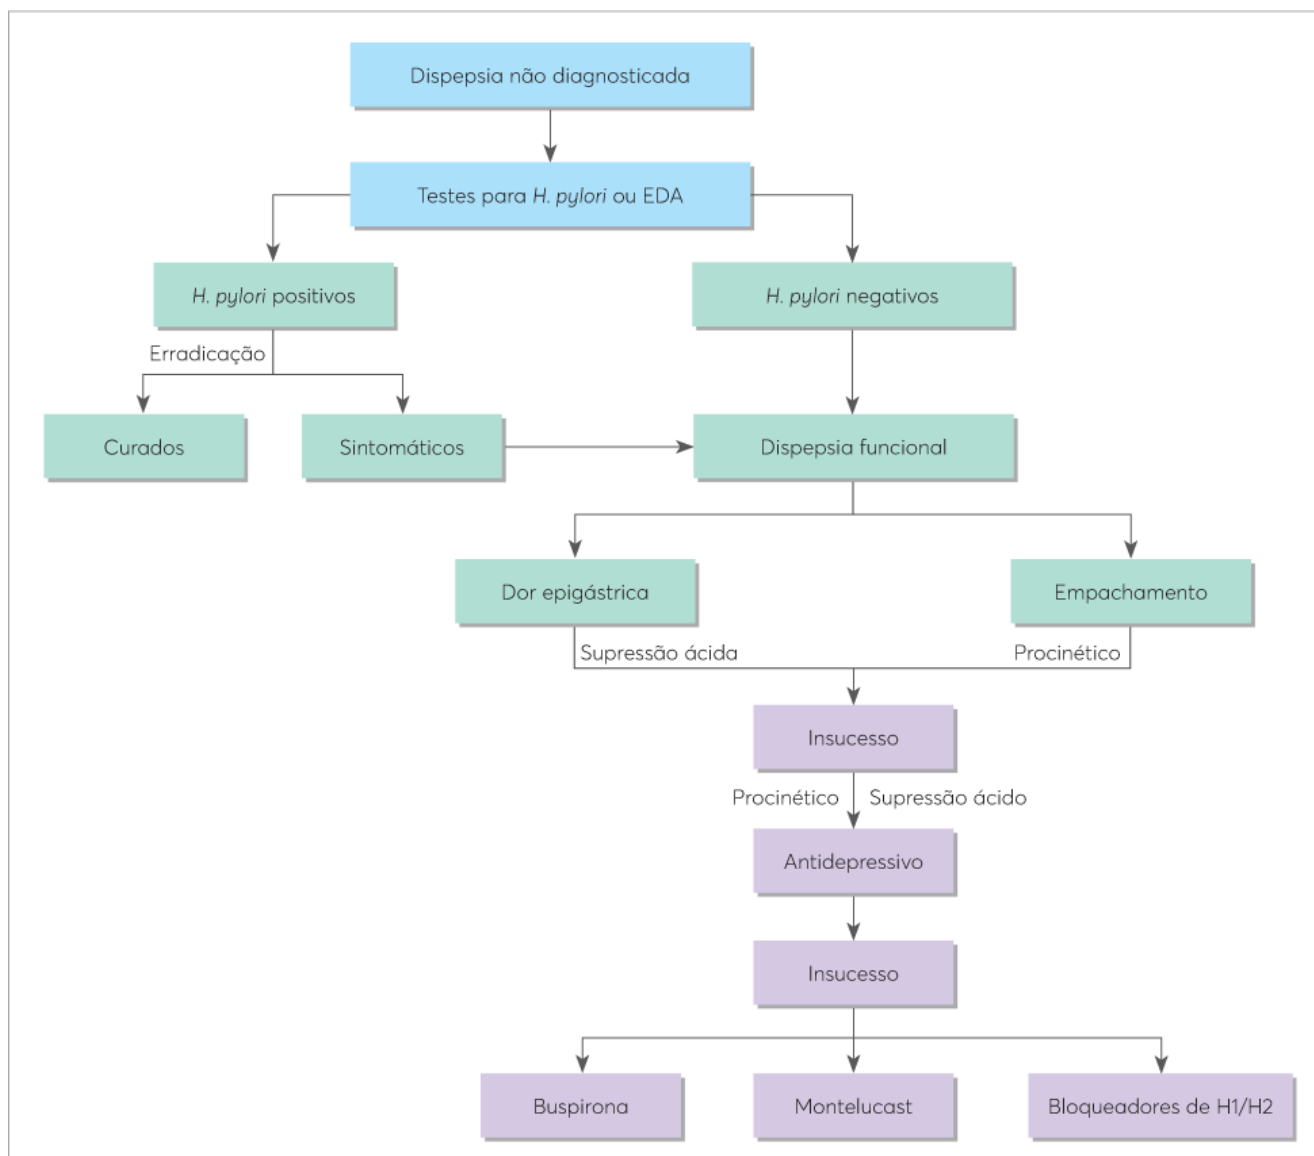 Dispepsia não diagnosticada
Testes para H. pylori ou EDA
H. pylori positivos
H. pylori negativos
Erradicação
Curados
Sintomáticos
Dispepsia funcional
Dor epigástrica
Empachamento
Supressão ácida
Procinético
Insucesso
Procinético
Supressão ácido
Antidepressivo
Insucesso
Buspirona
Montelucast
Bloqueadores de H1/H2